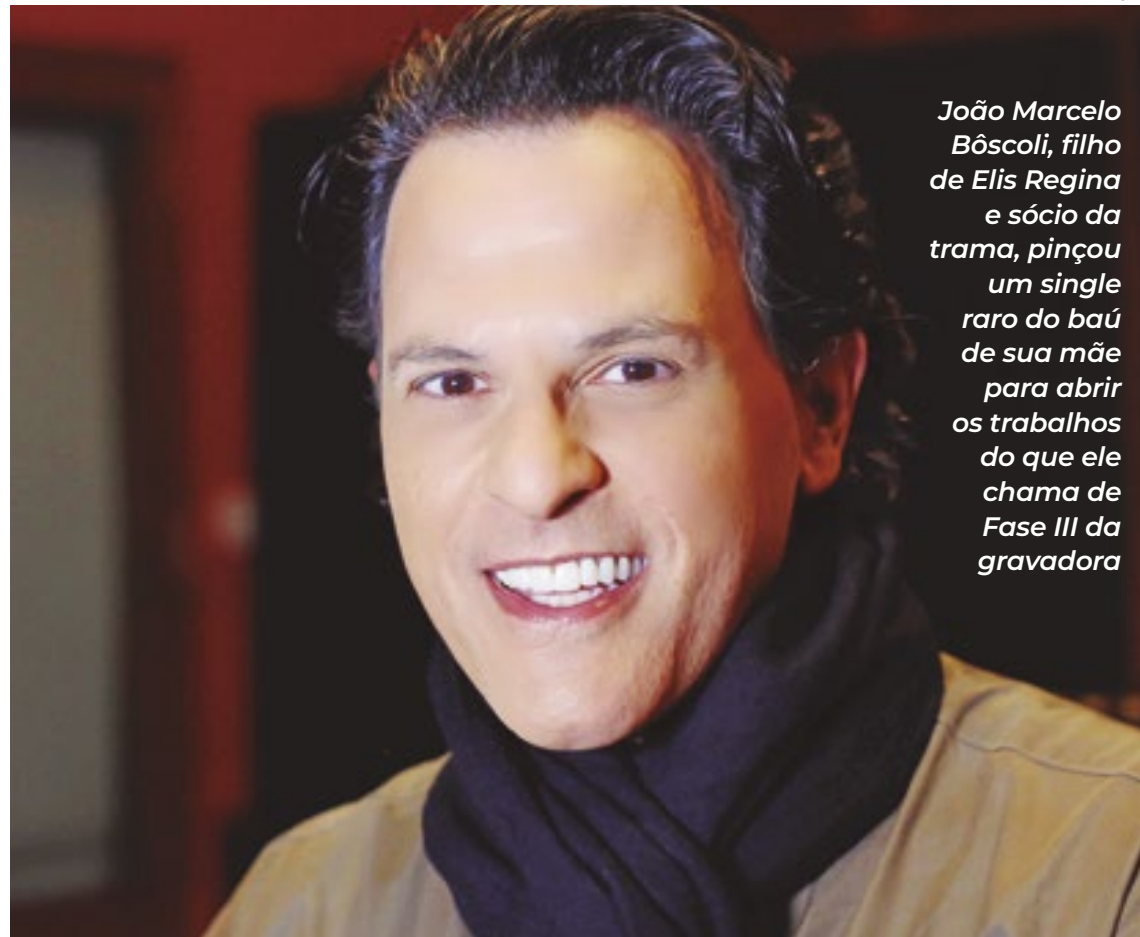 João Marcelo
Bôscoli, filho
de Elis Regina
e sócio da
trama, pinçou
um single
raro do baú
de sua mãe
para abrir
os trabalhos
do que ele
chama de
Fase III da
gravadora